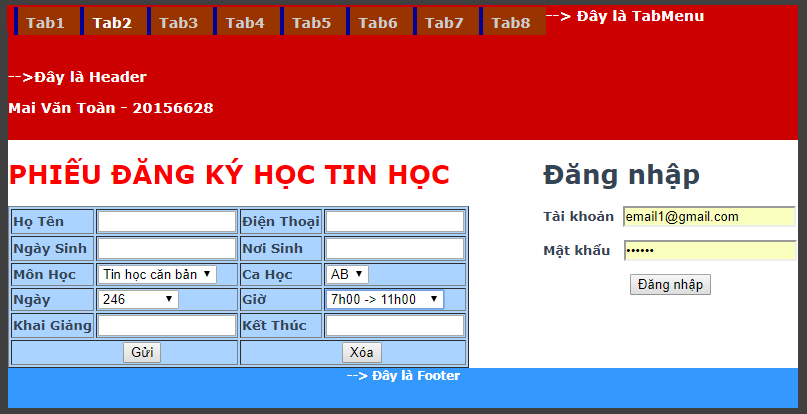 Tab1 Tab2 Tab3 Tab4 Tab5 Tab6 Tab7 Tab8 --> Đây là TabMenu
-->Đây là Header
Mai Văn Toàn - 20156628
PHIẾU ĐĂNG KÝ HỌC TIN HỌC
Họ Tên Điện Thoại
Ngày Sinh Nơi Sinh
Môn Học Tin học căn bản Ca Học AB
Ngày 246 Giờ 7h00 -> 11h00
Khai Giảng Kết Thúc
Gửi Xóa
Đăng nhập
Tài khoản email1@gmail.com
Mật khẩu ••••••
Đăng nhập
--> Đây là Footer